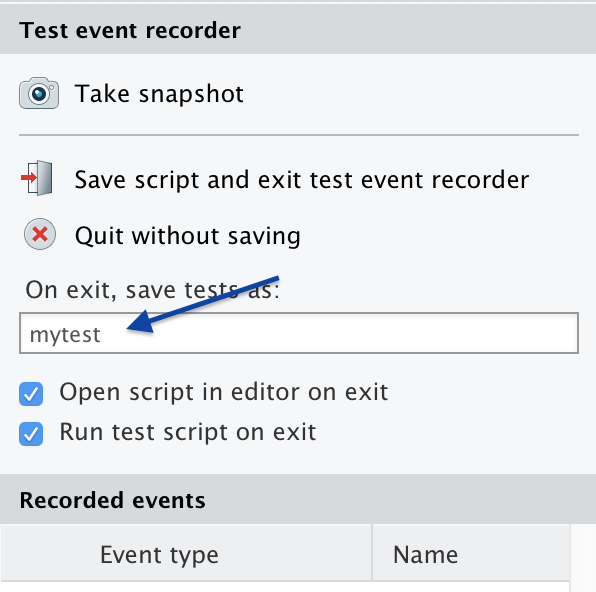 Test event recorder
Take snapshot
Save script and exit test event recorder
Quit without saving
On exit, save tests as:
mytest
Open script in editor on exit
Run test script on exit
Recorded events
Event type Name